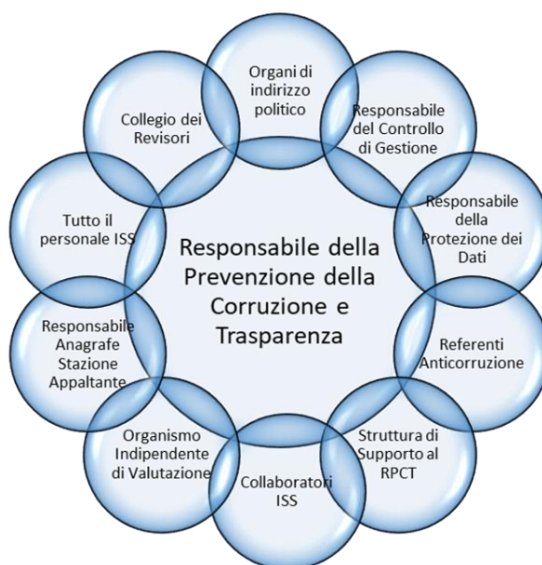 Organi di
indirizzo
politico
Responsabile
del Controllo
di Gestione
Responsabile
della
Protezione dei
Dati
Referenti
Anticorruzione
Struttura di
Supporto al
RPCT
Collaboratori
ISS
Organismo
Indipendente
di Valutazione
Responsabile
Anagrafe
Stazione
Appaltante
Tutto il
personale ISS
Collegio dei
Revisori
Responsabile della
Prevenzione della
Corruzione e
Trasparenza